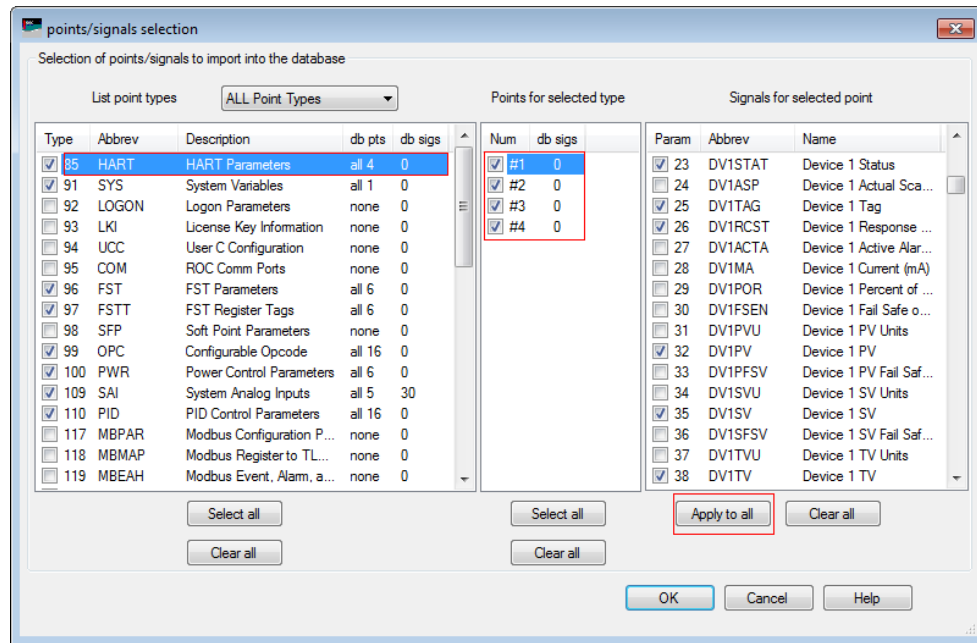 points/signals selection
Selection of points/signals to import into the database
List point types ALL Point Types Points for selected type Signals for selected point
Type Abbrev Description db pts db sigs Num db sigs Param Abbrev Name
85 HART HART Parameters all 4 0 #1 0 23 DV1STAT Device 1 Status
91 SYS System Variables all 1 0 #2 0 24 DV1ASP Device 1 Actual Sca...
92 LOGON Logon Parameters none 0 #3 0 25 DV1TAG Device 1 Tag
93 LKI License Key Information none 0 #4 0 26 DV1RCST Device 1 Response ...
94 UCC User C Configuration none 0 27 DV1ACTA Device 1 Active Alar...
95 COM ROC Comm Ports none 0 28 DV1MA Device 1 Current (mA)
96 FST FST Parameters all 6 0 29 DV1POR Device 1 Percent of ...
97 FSTT FST Register Tags all 6 0 30 DV1FSEN Device 1 Fail Safe o...
98 SFP Soft Point Parameters none 0 31 DV1PVU Device 1 PV Units
99 OPC Configurable Opcode all 16 0 32 DV1PV Device 1 PV
100 PWR Power Control Parameters all 6 0 33 DV1PFSV Device 1 PV Fail Saf...
109 SAI System Analog Inputs all 5 30 34 DV1SVU Device 1 SV Units
110 PID PID Control Parameters all 16 0 35 DV1SV Device 1 SV
117 MBPAR Modbus Configuration P... none 0 36 DV1SFSV Device 1 SV Fail Saf...
118 MBMAP Modbus Register to TL... none 0 37 DV1TVU Device 1 TV Units
119 MBEAH Modbus Event, Alarm, a... none 0 38 DV1TV Device 1 TV
Select all Select all Apply to all Clear all
Clear all Clear all
OK Cancel Help